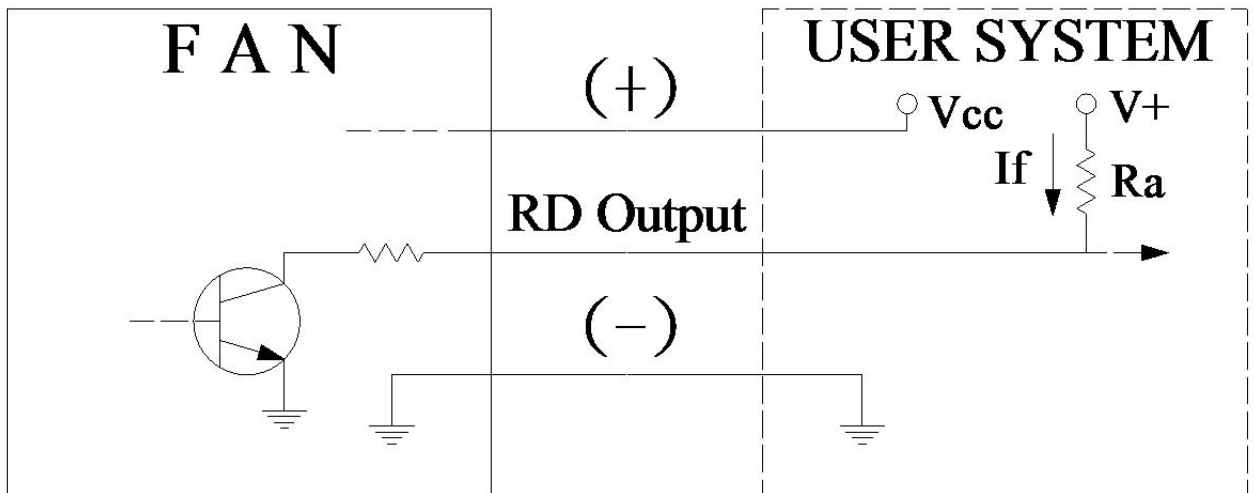 F A N
USER SYSTEM
(+)
Vcc
V+
If
Ra
RD Output
(-)